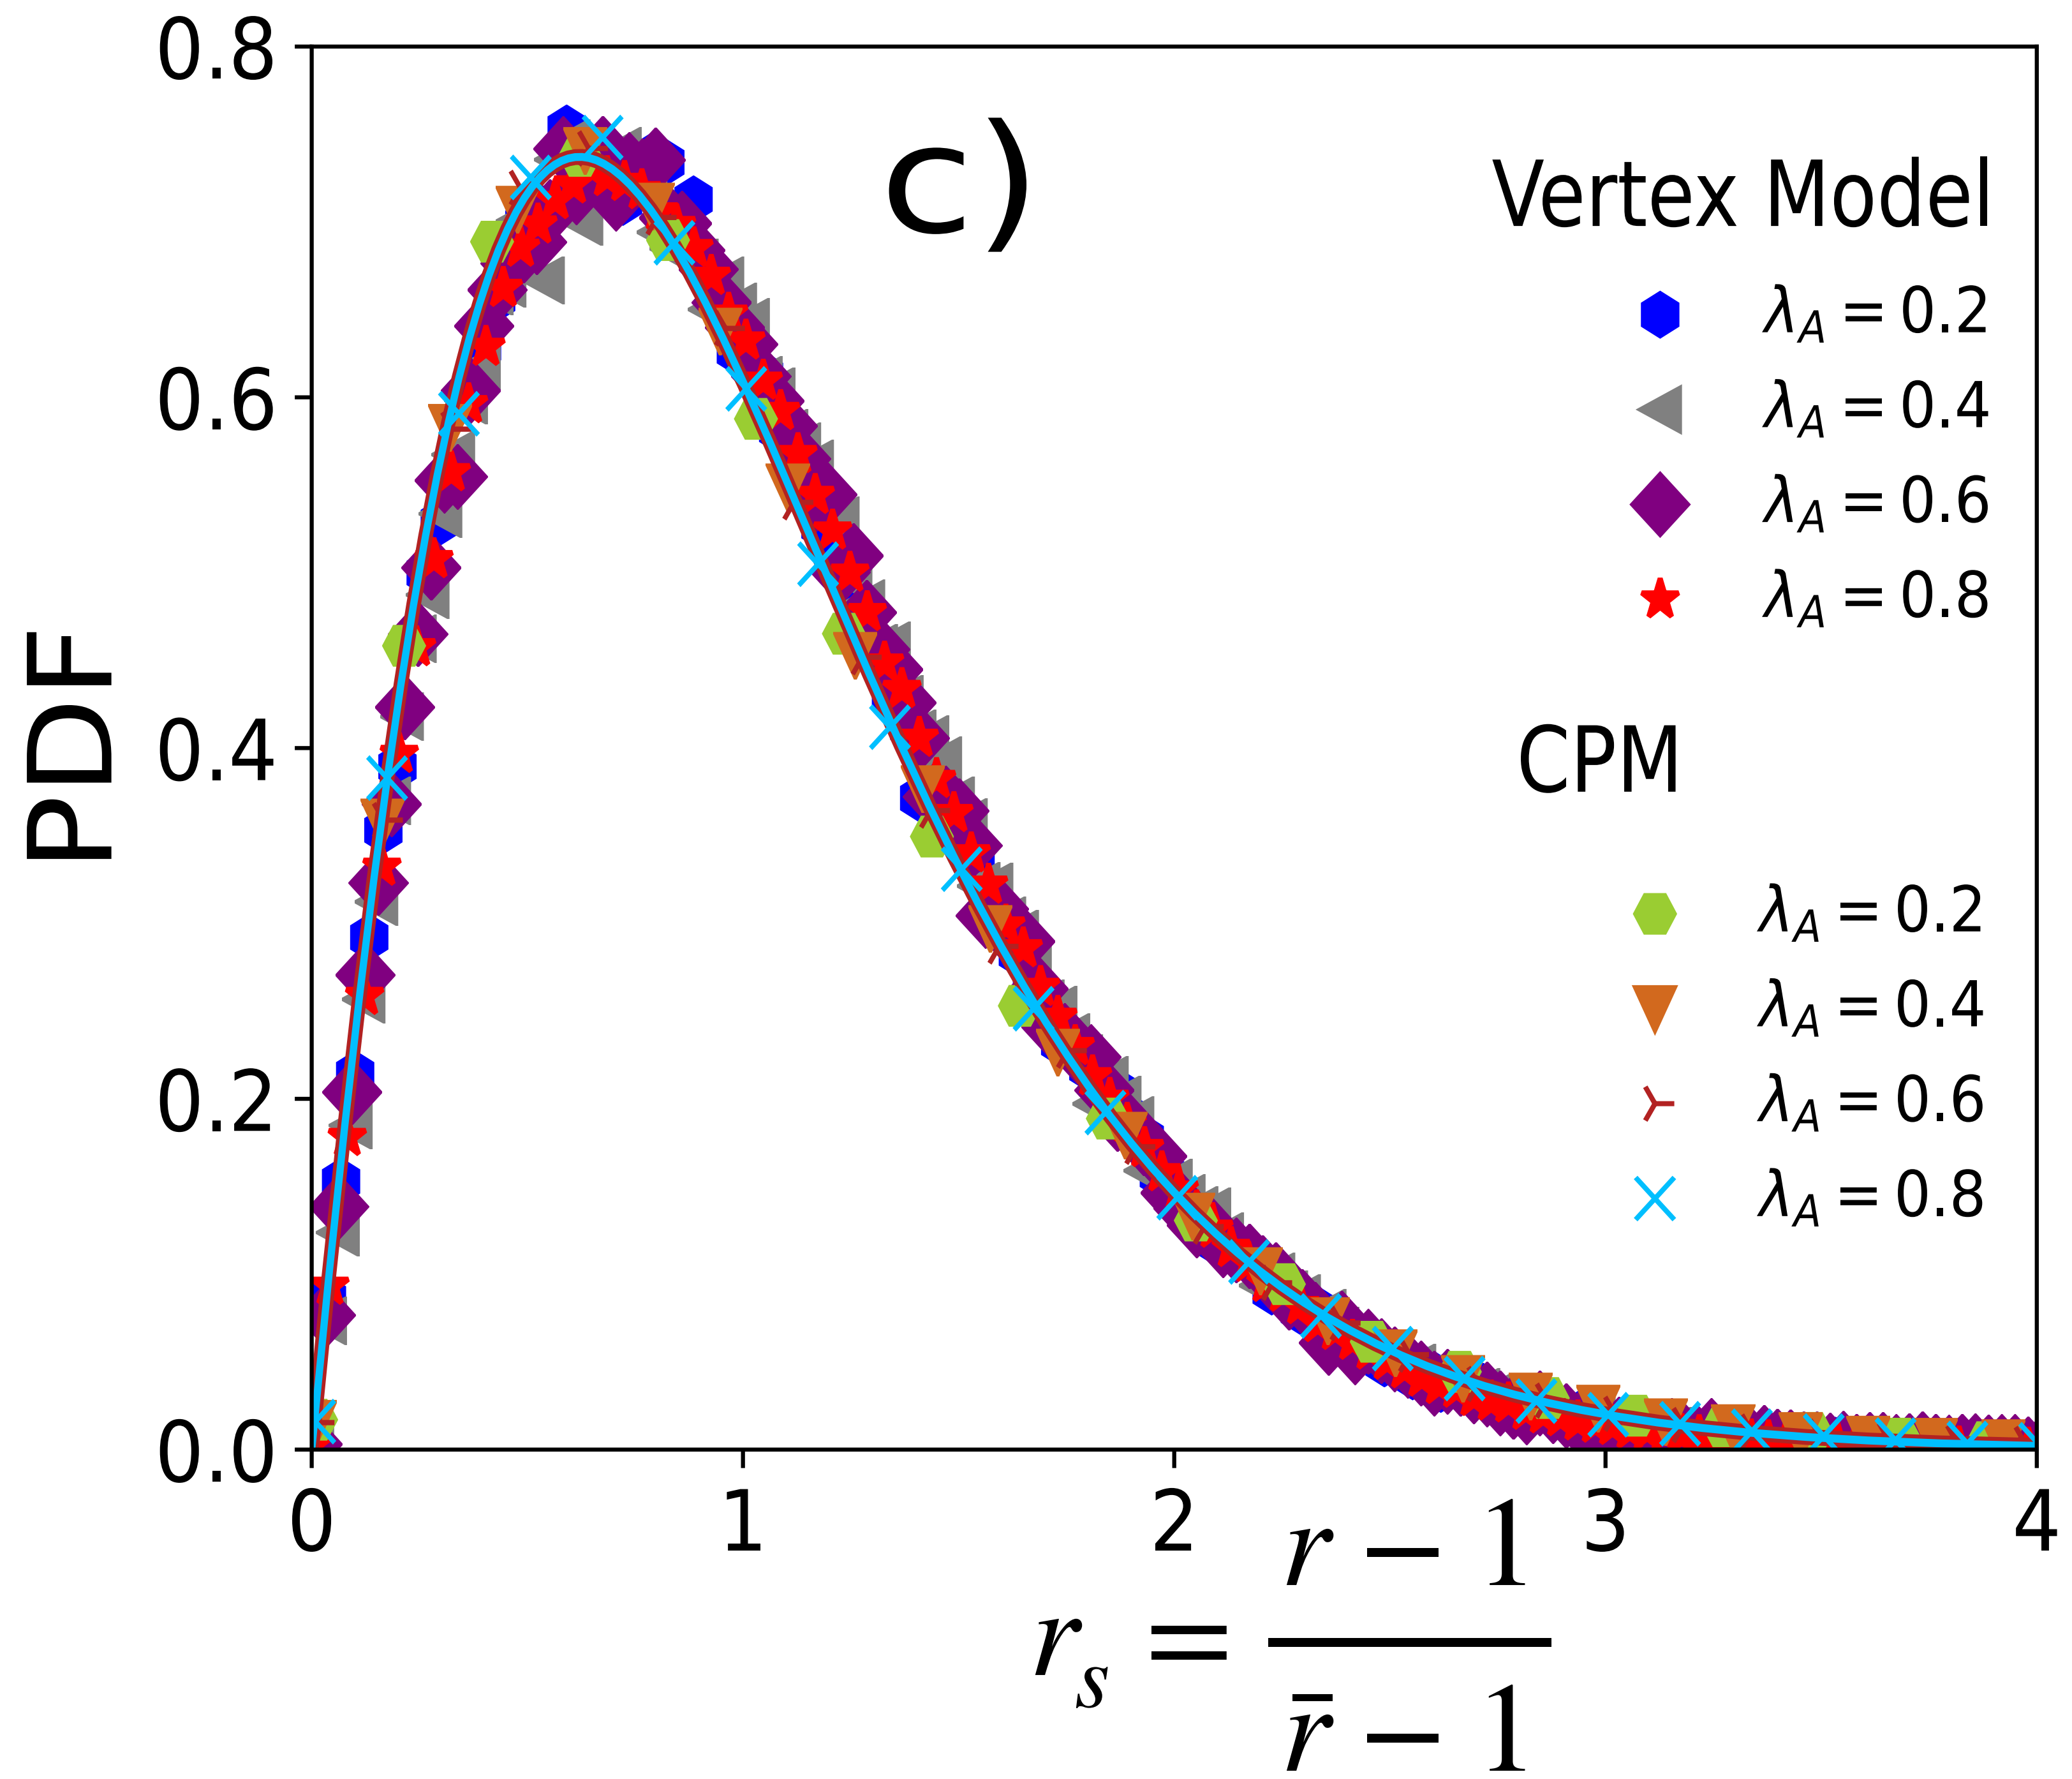 0.8
0.6
0.4
0.2
0.0
PDF
c)
Vertex Model
λ_A = 0.2
λ_A = 0.4
λ_A = 0.6
λ_A = 0.8
CPM
λ_A = 0.2
λ_A = 0.4
λ_A = 0.6
λ_A = 0.8
0 1 2 3 4
r_s = \frac{r − 1}{\bar{r} − 1}